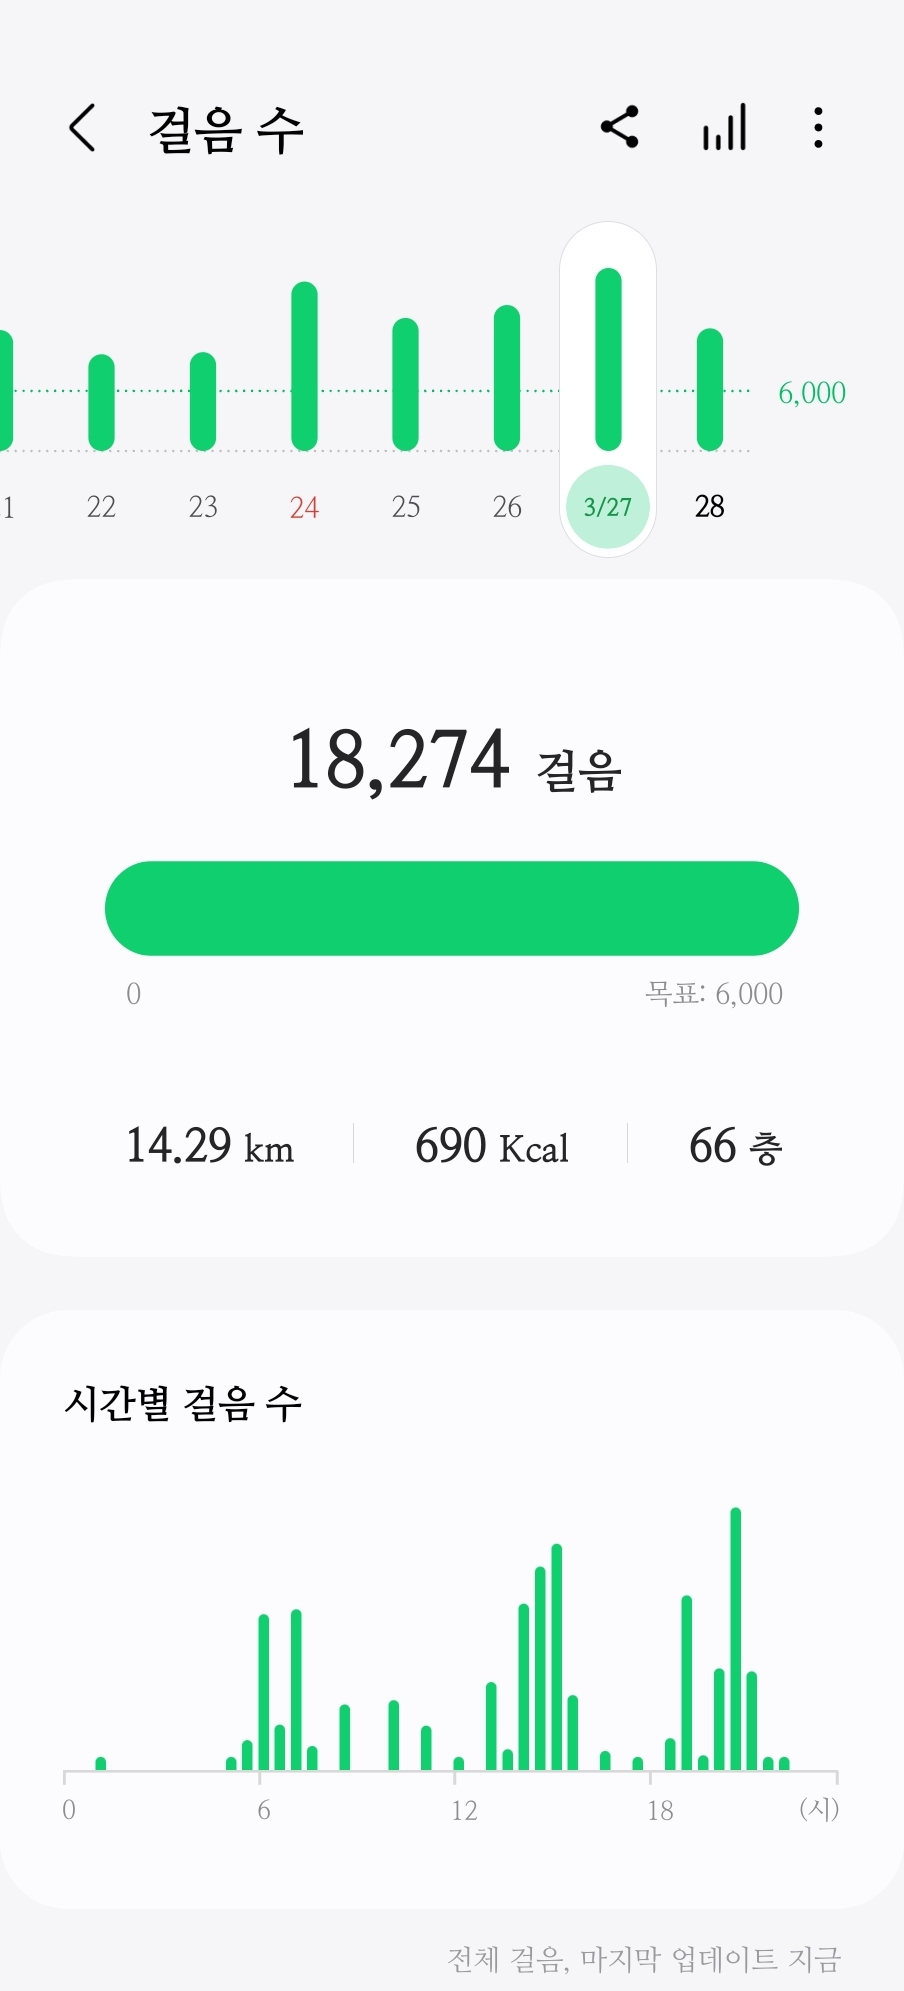 걸음 수
6,000
1 22 23 24 25 26 3/27 28
18,274 걸음
0 목표: 6,000
14.29 km 690 Kcal 66 층
시간별 걸음 수
0 6 12 18 (시)
전체 걸음, 마지막 업데이트 지금